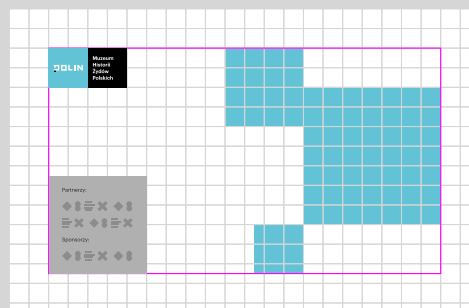 POLIN
Muzeum
Historii
Żydów
Polskich
Partnerzy:
Sponsorzy: